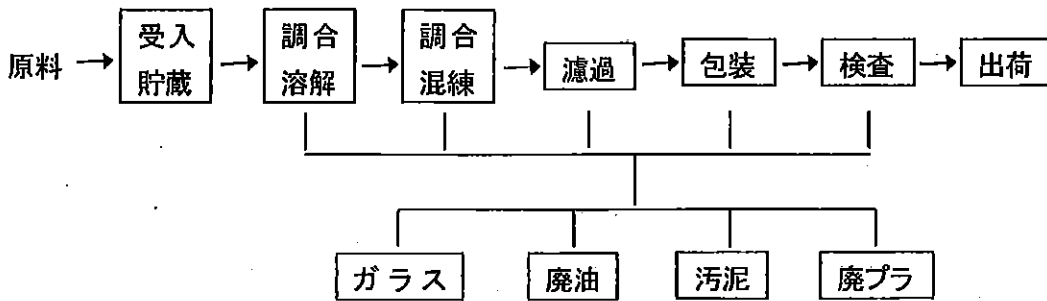 原料
受入
貯蔵
調合
溶解
調合
混練
濾過
包装
検査
出荷
ガラス
廃油
汚泥
廃プラ